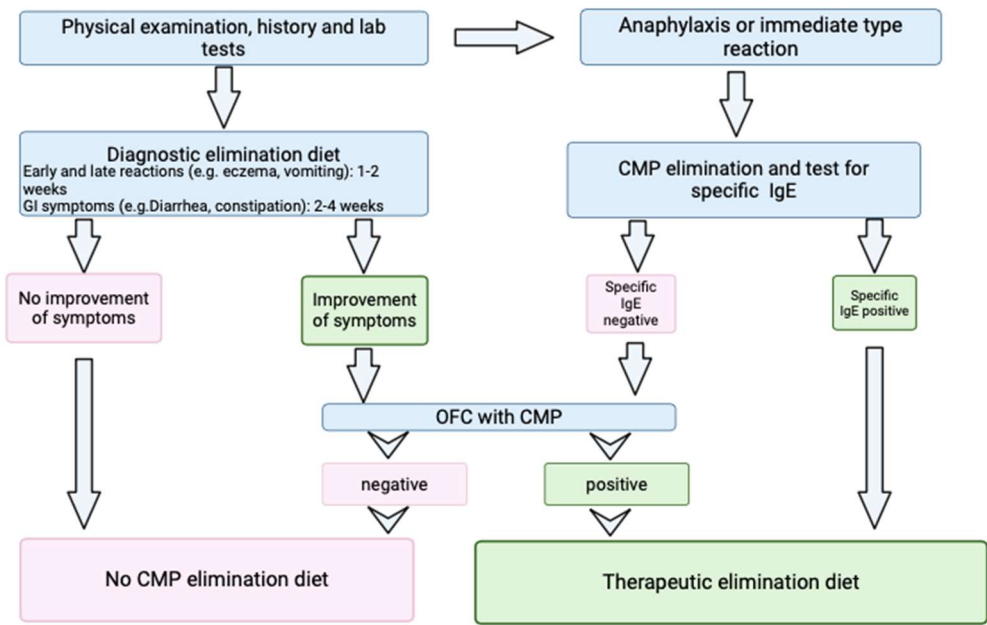 Physical examination, history and lab
tests
Anaphylaxis or immediate type
reaction
Diagnostic elimination diet
Early and late reactions (e.g. eczema, vomiting): 1-2
weeks
GI symptoms (e.g.Diarrhea, constipation): 2-4 weeks
CMP elimination and test for
specific IgE
No improvement
of symptoms
Improvement
of symptoms
Specific
IgE
negative
Specific
IgE positive
OFC with CMP
negative
positive
No CMP elimination diet
Therapeutic elimination diet